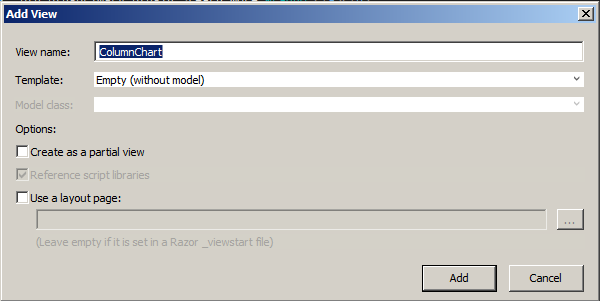 Add View
View name: ColumnChart
Template: Empty (without model)
Model class:
Options:
Create as a partial view
Reference script libraries
Use a layout page:
...
(Leave empty if it is set in a Razor _viewstart file)
Add Cancel